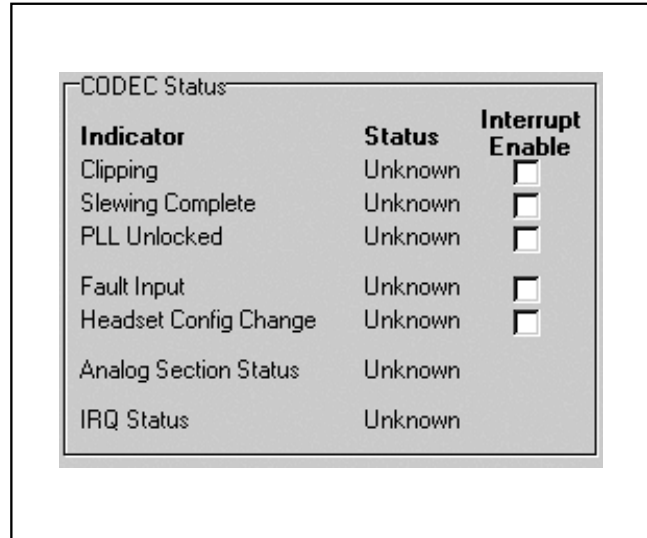 CODEC Status
Indicator Status Interrupt Enable
Clipping Unknown
Slewing Complete Unknown
PLL Unlocked Unknown
Fault Input Unknown
Headset Config Change Unknown
Analog Section Status Unknown
IRQ Status Unknown